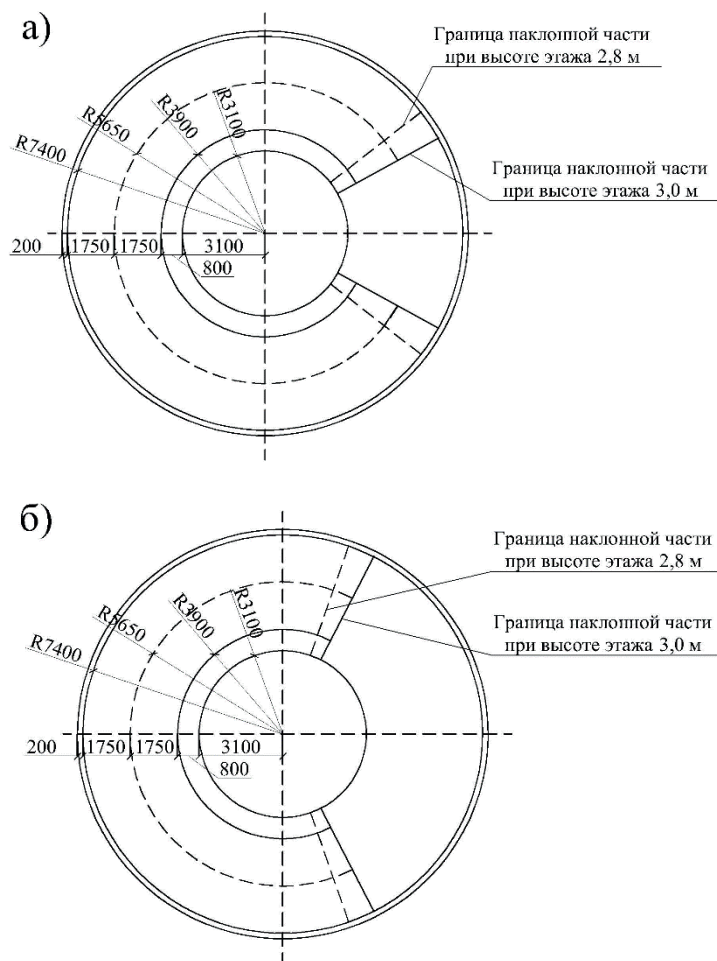 а)
Граница наклонной части
при высоте этажа 2,8 м
Граница наклонной части
при высоте этажа 3,0 м
R3100
R3900
R5650
R7400
200 1750 1750 3100
800
б)
Граница наклонной части
при высоте этажа 2,8 м
Граница наклонной части
при высоте этажа 3,0 м
R3100
R3900
R5650
R7400
200 1750 1750 3100
800